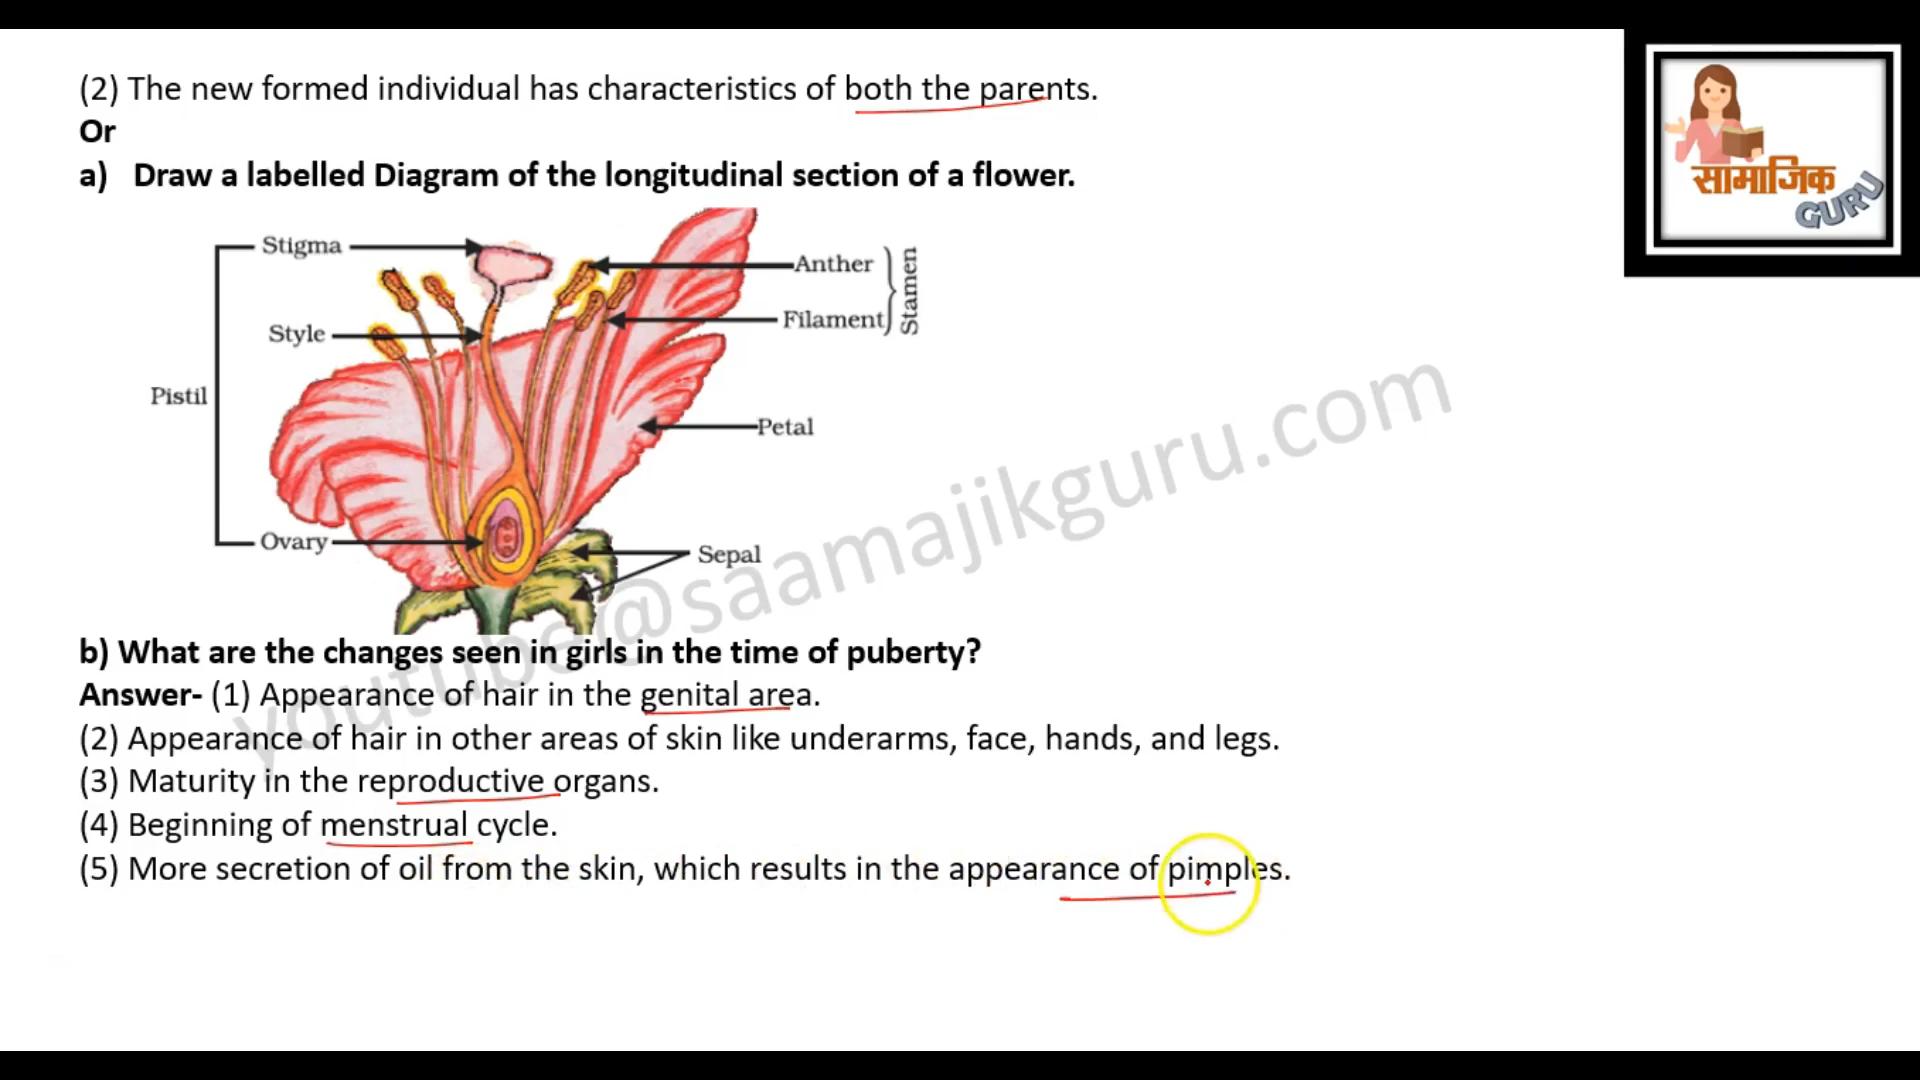 (2) The new formed individual has characteristics of both the parents.
Or
a) Draw a labelled Diagram of the longitudinal section of a flower.
सामाजिक
GURU
Stigma
Anther
Stamen
Filament
Style
Pistil
Petal
Ovary
Sepal
youtube@saamajikguru.com
b) What are the changes seen in girls in the time of puberty?
Answer- (1) Appearance of hair in the genital area.
(2) Appearance of hair in other areas of skin like underarms, face, hands, and legs.
(3) Maturity in the reproductive organs.
(4) Beginning of menstrual cycle.
(5) More secretion of oil from the skin, which results in the appearance of pimples.